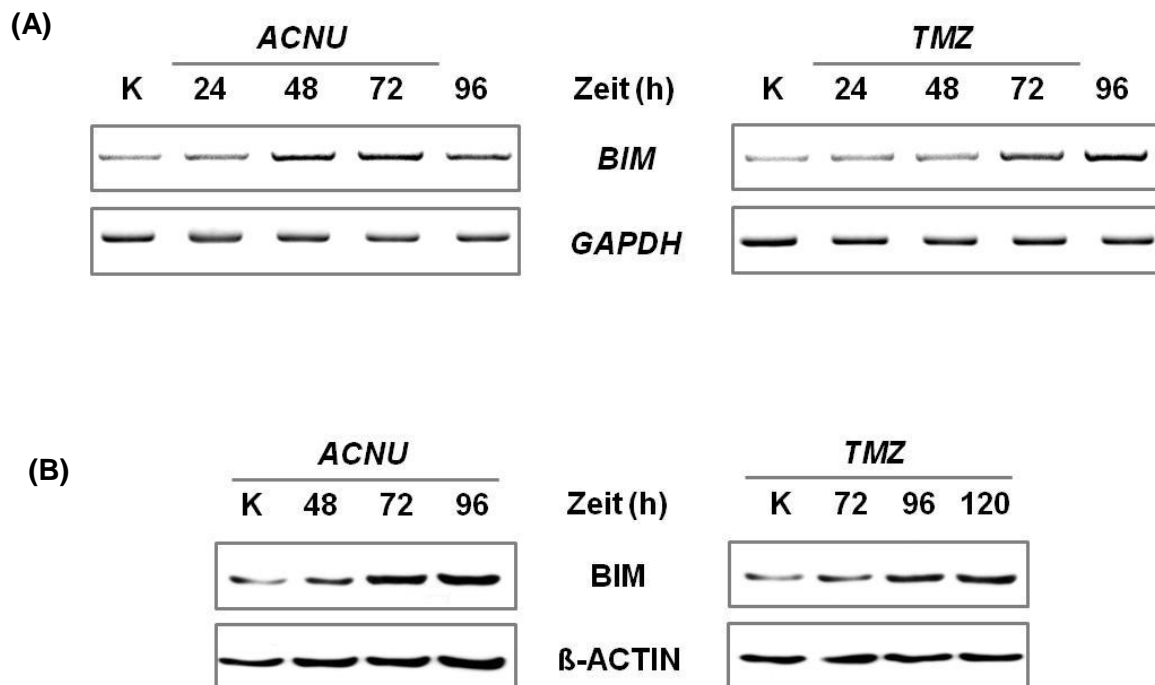 (A)
ACNU TMZ
K 24 48 72 96 Zeit (h) K 24 48 72 96
BIM
GAPDH
(B)
ACNU TMZ
K 48 72 96 Zeit (h) K 72 96 120
BIM
ß-ACTIN